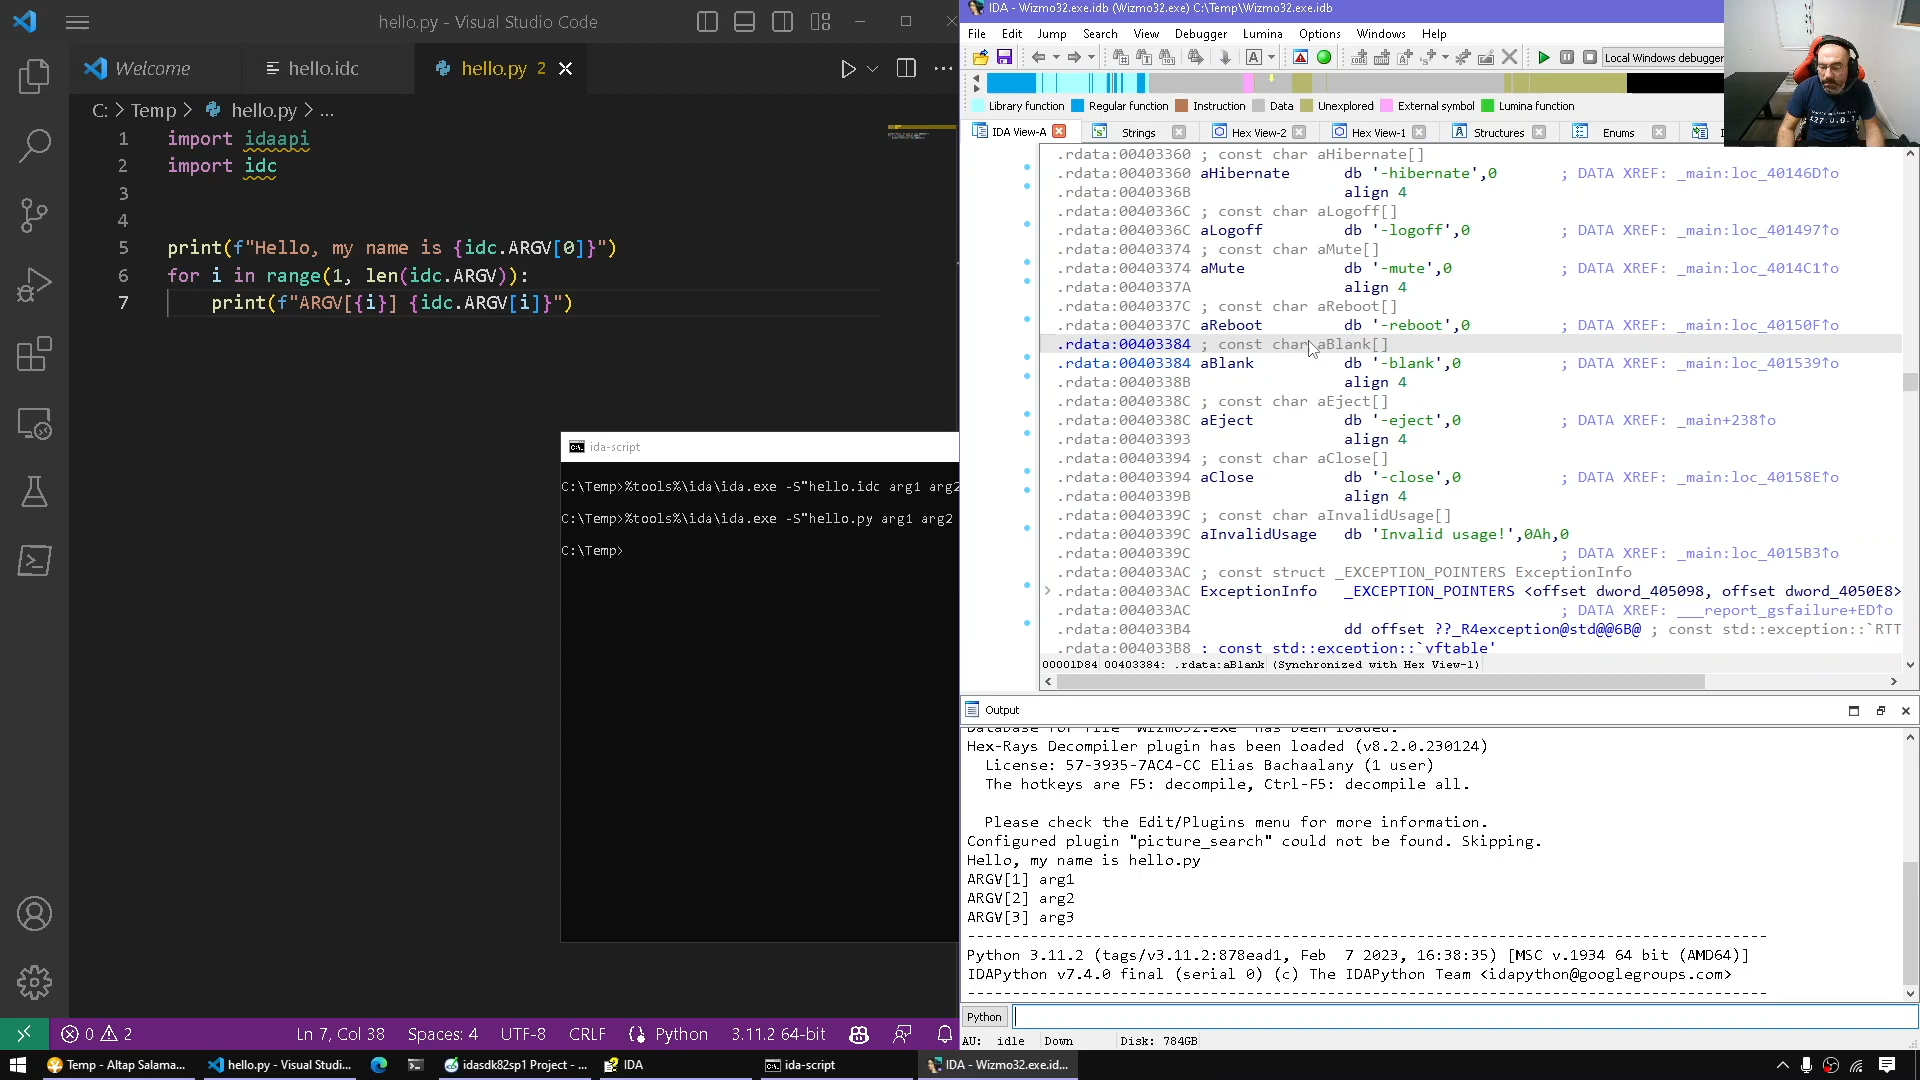 hello.py - Visual Studio Code
Welcome
hello.idc
hello.py 2
C: > Temp > hello.py > ...
1 import idaapi
2 import idc
3
4
5 print(f"Hello, my name is {idc.ARGV[0]}")
6 for i in range(1, len(idc.ARGV)):
7 print(f"ARGV[{i}] {idc.ARGV[i]}")
ida-script
C:\Temp>%tools%\ida\ida.exe -S"hello.idc arg1 arg2
C:\Temp>%tools%\ida\ida.exe -S"hello.py arg1 arg2
C:\Temp>
0 2 Ln 7, Col 38 Spaces: 4 UTF-8 CRLF Python 3.11.2 64-bit
IDA - Wizmo32.exe.idb (Wizmo32.exe) C:\Temp\Wizmo32.exe.idb
File Edit Jump Search View Debugger Lumina Options Windows Help
Local Windows debugger
Library function Regular function Instruction Data Unexplored External symbol Lumina function
IDA View-A Strings Hex View-2 Hex View-1 Structures Enums
127.0.0.1
.rdata:00403360 ; const char aHibernate[]
.rdata:00403360 aHibernate db '-hibernate',0 ; DATA XREF: _main:loc_40146D↑o
.rdata:0040336B align 4
.rdata:0040336C ; const char aLogoff[]
.rdata:0040336C aLogoff db '-logoff',0 ; DATA XREF: _main:loc_401497↑o
.rdata:00403374 ; const char aMute[]
.rdata:00403374 aMute db '-mute',0 ; DATA XREF: _main:loc_4014C1↑o
.rdata:0040337A align 4
.rdata:0040337C ; const char aReboot[]
.rdata:0040337C aReboot db '-reboot',0 ; DATA XREF: _main:loc_40150F↑o
.rdata:00403384 ; const char aBlank[]
.rdata:00403384 aBlank db '-blank',0 ; DATA XREF: _main:loc_401539↑o
.rdata:0040338B align 4
.rdata:0040338C ; const char aEject[]
.rdata:0040338C aEject db '-eject',0 ; DATA XREF: _main+238↑o
.rdata:00403393 align 4
.rdata:00403394 ; const char aClose[]
.rdata:00403394 aClose db '-close',0 ; DATA XREF: _main:loc_40158E↑o
.rdata:0040339B align 4
.rdata:0040339C ; const char aInvalidUsage[]
.rdata:0040339C aInvalidUsage db 'Invalid usage!',0Ah,0
.rdata:0040339C ; DATA XREF: _main:loc_4015B3↑o
.rdata:004033AC ; const struct _EXCEPTION_POINTERS ExceptionInfo
.rdata:004033AC ExceptionInfo _EXCEPTION_POINTERS <offset dword_405098, offset dword_4050E8>
.rdata:004033AC ; DATA XREF: ___report_gsfailure+ED↑o
.rdata:004033B4 dd offset ??_R4exception@std@@6B@ ; const std::exception::`RTT
.rdata:004033B8 ; const std::exception::`vftable'
00001D84 00403384: .rdata:aBlank (Synchronized with Hex View-1)
Output
Database for file 'Wizmo32.exe' has been loaded.
Hex-Rays Decompiler plugin has been loaded (v8.2.0.230124)
License: 57-3935-7AC4-CC Elias Bachaalany (1 user)
The hotkeys are F5: decompile, Ctrl-F5: decompile all.
Please check the Edit/Plugins menu for more information.
Configured plugin "picture_search" could not be found. Skipping.
Hello, my name is hello.py
ARGV[1] arg1
ARGV[2] arg2
ARGV[3] arg3
Python 3.11.2 (tags/v3.11.2:878ead1, Feb 7 2023, 16:38:35) [MSC v.1934 64 bit (AMD64)]
IDAPython v7.4.0 final (serial 0) (c) The IDAPython Team <idapython@googlegroups.com>
Python
AU: idle Down Disk: 784GB
Temp - Altap Salama...
hello.py - Visual Studi...
idasdk82sp1 Project - ...
IDA
ida-script
IDA - Wizmo32.exe.id...